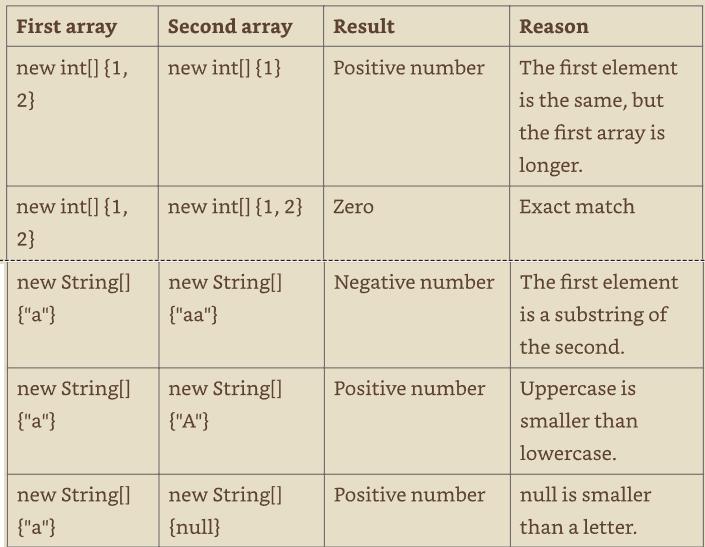 First array Second array Result Reason
new int[] {1, new int[] {1} Positive number The first element
2} is the same, but
the first array is
longer.
new int[] {1, new int[] {1, 2} Zero Exact match
2}
new String[] new String[] Negative number The first element
{"a"} {"aa"} is a substring of
the second.
new String[] new String[] Positive number Uppercase is
{"a"} {"A"} smaller than
lowercase.
new String[] new String[] Positive number null is smaller
{"a"} {null} than a letter.